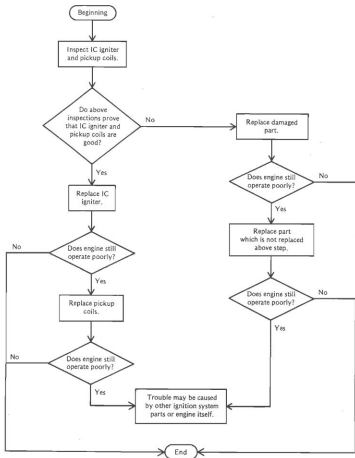 Beginning
Inspect IC igniter
and pickup coils.
Do above
inspections prove
that IC igniter and
pickup coils are
good?
No
Yes
Replace damaged
part.
Does engine still
operate poorly?
No
Yes
Replace IC
igniter.
Replace part
which is not replaced
above step.
No
Does engine still
operate poorly?
Yes
Does engine still
operate poorly?
No
Yes
Replace pickup
coils.
No
Does engine still
operate poorly?
Yes
Trouble may be caused
by other ignition system
parts or engine itself.
End